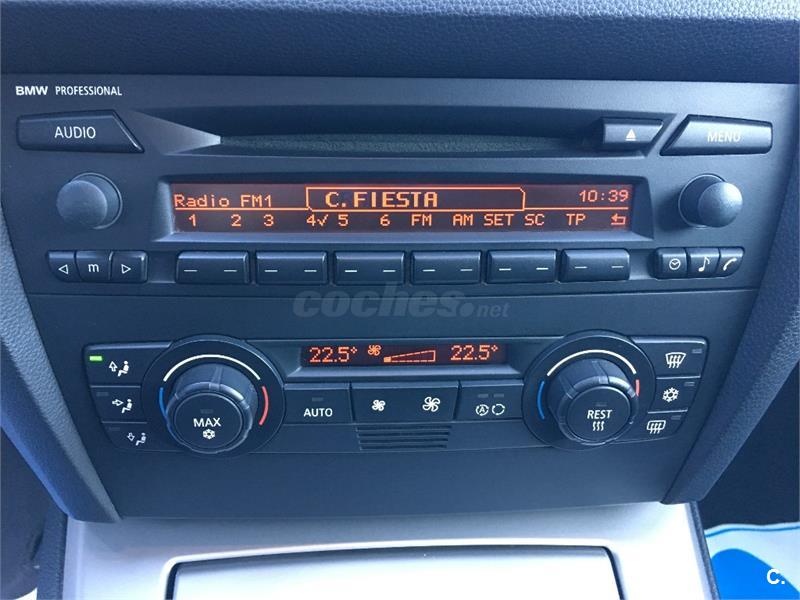 BMW PROFESSIONAL
AUDIO
MENU
Radio FM1 C.FIESTA 10:39
1 2 3 4✓ 5 6 FM AM SET SC TP
m
coches.net
22.5° 22.5°
MAX
AUTO
A
REST
C.